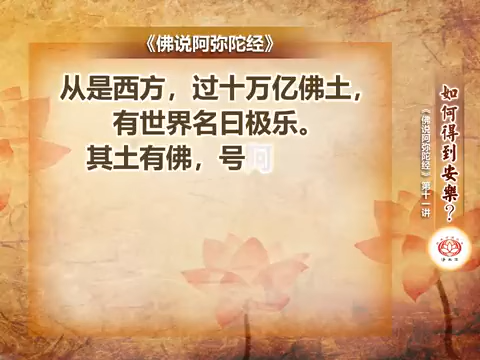 《佛说阿弥陀经》
从是西方，过十万亿佛土，
有世界名曰极乐。
其土有佛，号阿
如何得到安樂？
《佛说阿弥陀经》第十一讲